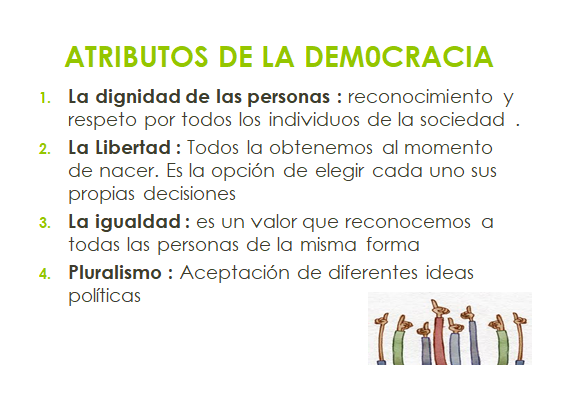 ATRIBUTOS DE LA DEM0CRACIA
1. La dignidad de las personas : reconocimiento y
respeto por todos los individuos de la sociedad .
2. La Libertad : Todos la obtenemos al momento
de nacer. Es la opción de elegir cada uno sus
propias decisiones
3. La igualdad : es un valor que reconocemos a
todas las personas de la misma forma
4. Pluralismo : Aceptación de diferentes ideas
políticas